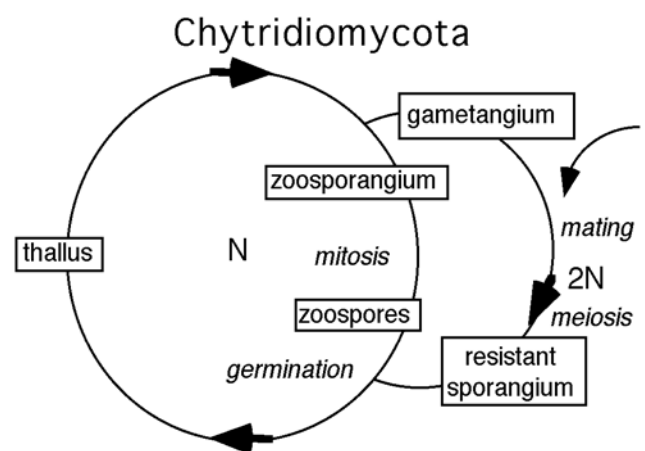 Chytridiomycota
gametangium
zoosporangium
mating
thallus
N
mitosis
2N
zoospores
meiosis
resistant
sporangium
germination